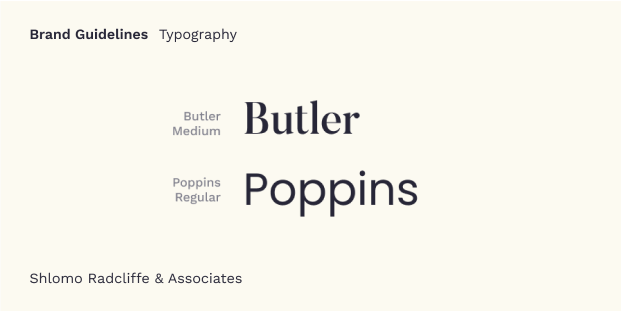 Brand Guidelines Typography
Butler
Medium
Butler
Poppins
Regular
Poppins
Shlomo Radcliffe & Associates